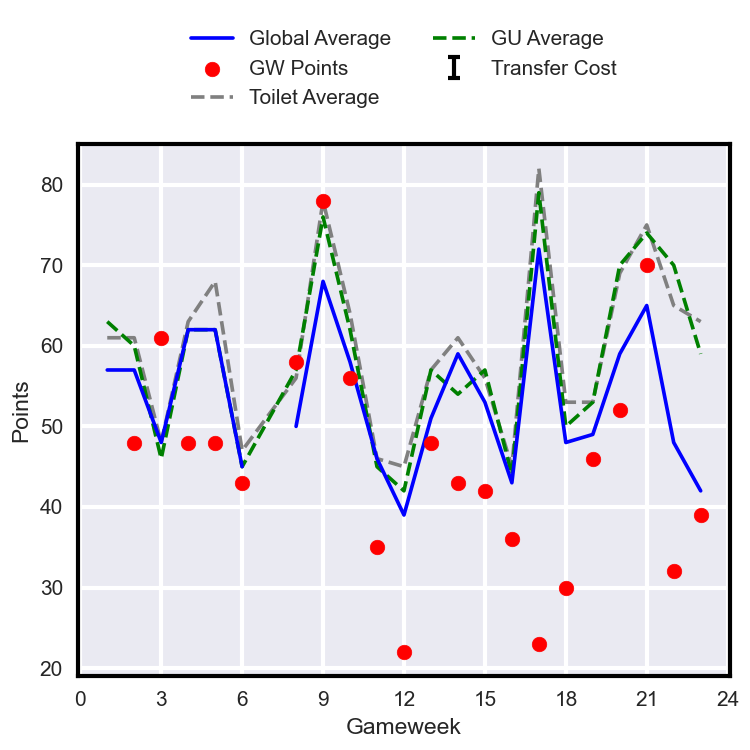 Global Average
GU Average
GW Points
Transfer Cost
Toilet Average
80
70
60
50
40
30
20
Points
0 3 6 9 12 15 18 21 24
Gameweek